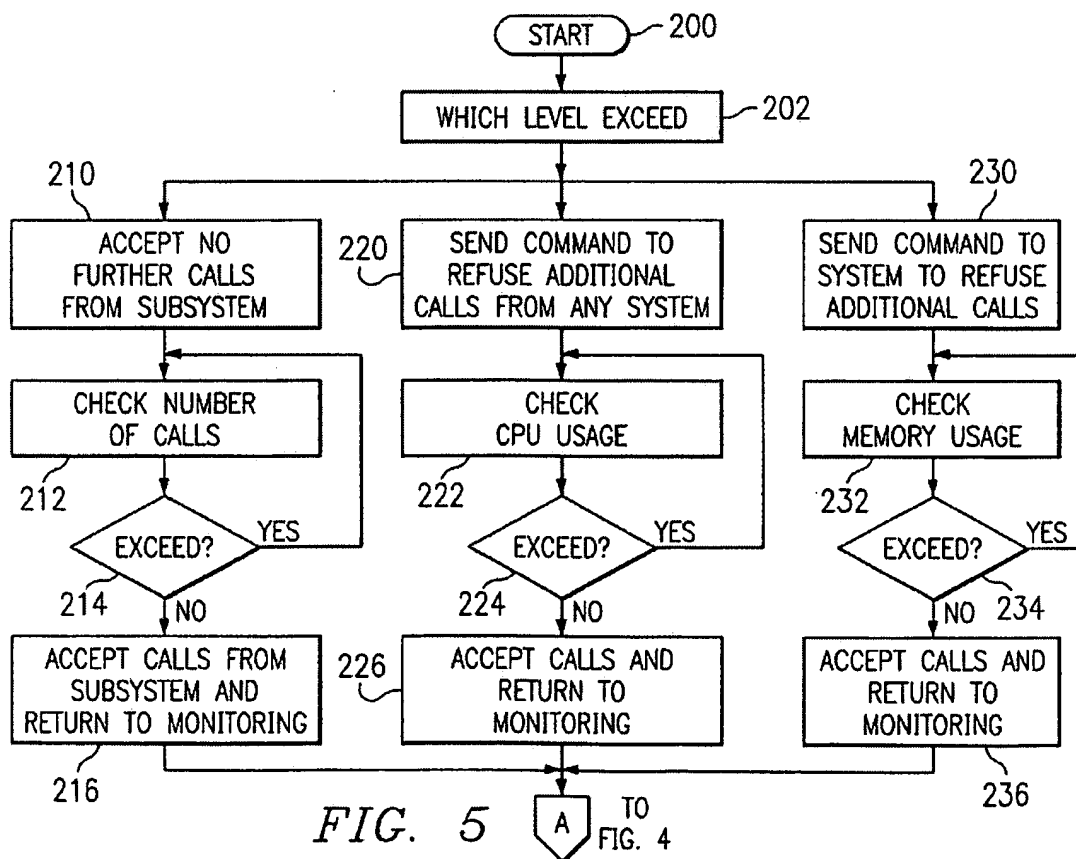 START
200
WHICH LEVEL EXCEED
202
210
ACCEPT NO
FURTHER CALLS
FROM SUBSYSTEM
220
SEND COMMAND TO
REFUSE ADDITIONAL
CALLS FROM ANY SYSTEM
230
SEND COMMAND TO
SYSTEM TO REFUSE
ADDITIONAL CALLS
CHECK NUMBER
OF CALLS
212
CHECK
CPU USAGE
222
CHECK
MEMORY USAGE
232
EXCEED?
YES
214
NO
EXCEED?
YES
224
NO
EXCEED?
YES
234
NO
ACCEPT CALLS FROM
SUBSYSTEM AND
RETURN TO MONITORING
216
226
ACCEPT CALLS AND
RETURN TO
MONITORING
ACCEPT CALLS AND
RETURN TO
MONITORING
236
FIG. 5
A
TO
FIG. 4